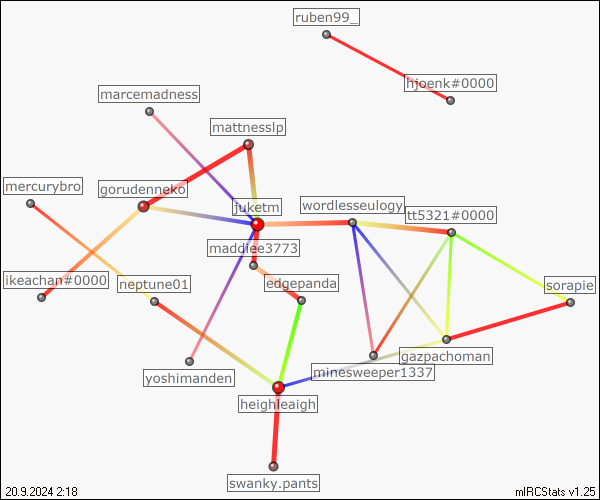 ruben99_
hjoenk#0000
marcemadness
mattnesslp
mercurybro
gorudenneko
juketm
wordlesseulogy
tt5321#0000
maddiee3773
ikeachan#0000
neptune01
edgepanda
sorapie
gazpachoman
minesweeper1337
yoshimanden
heighleaigh
swanky.pants
20.9.2024 2:18
mIRCStats v1.25